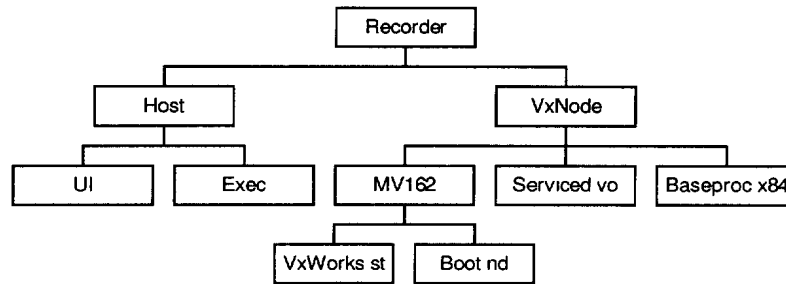 Recorder
Host
VxNode
UI
Exec
MV162
Serviced vo
Baseproc x84
VxWorks st
Boot nd